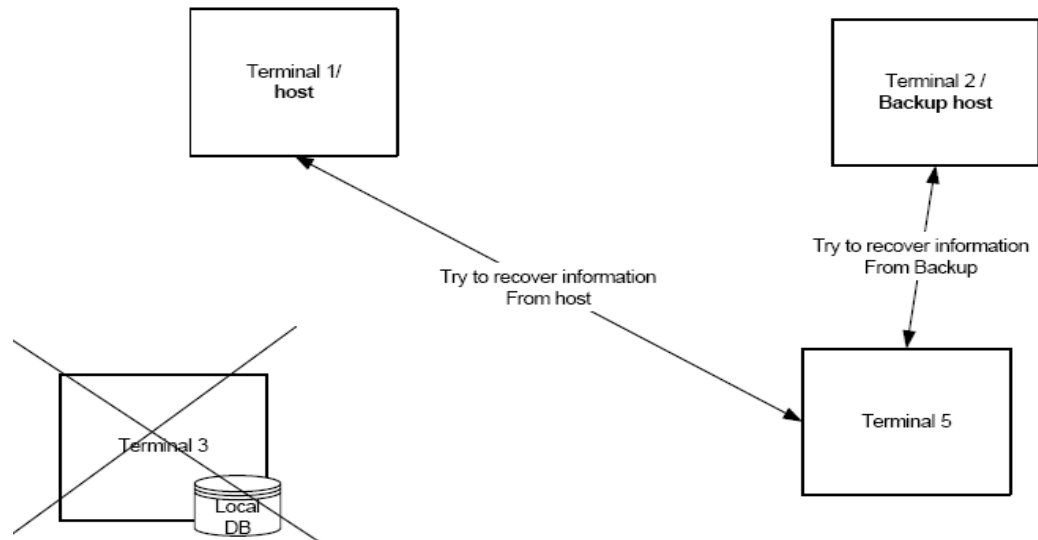 Terminal 1/
host
Terminal 2 /
Backup host
Try to recover information
From Backup
Try to recover information
From host
Terminal 5
Terminal 3
Local
DB